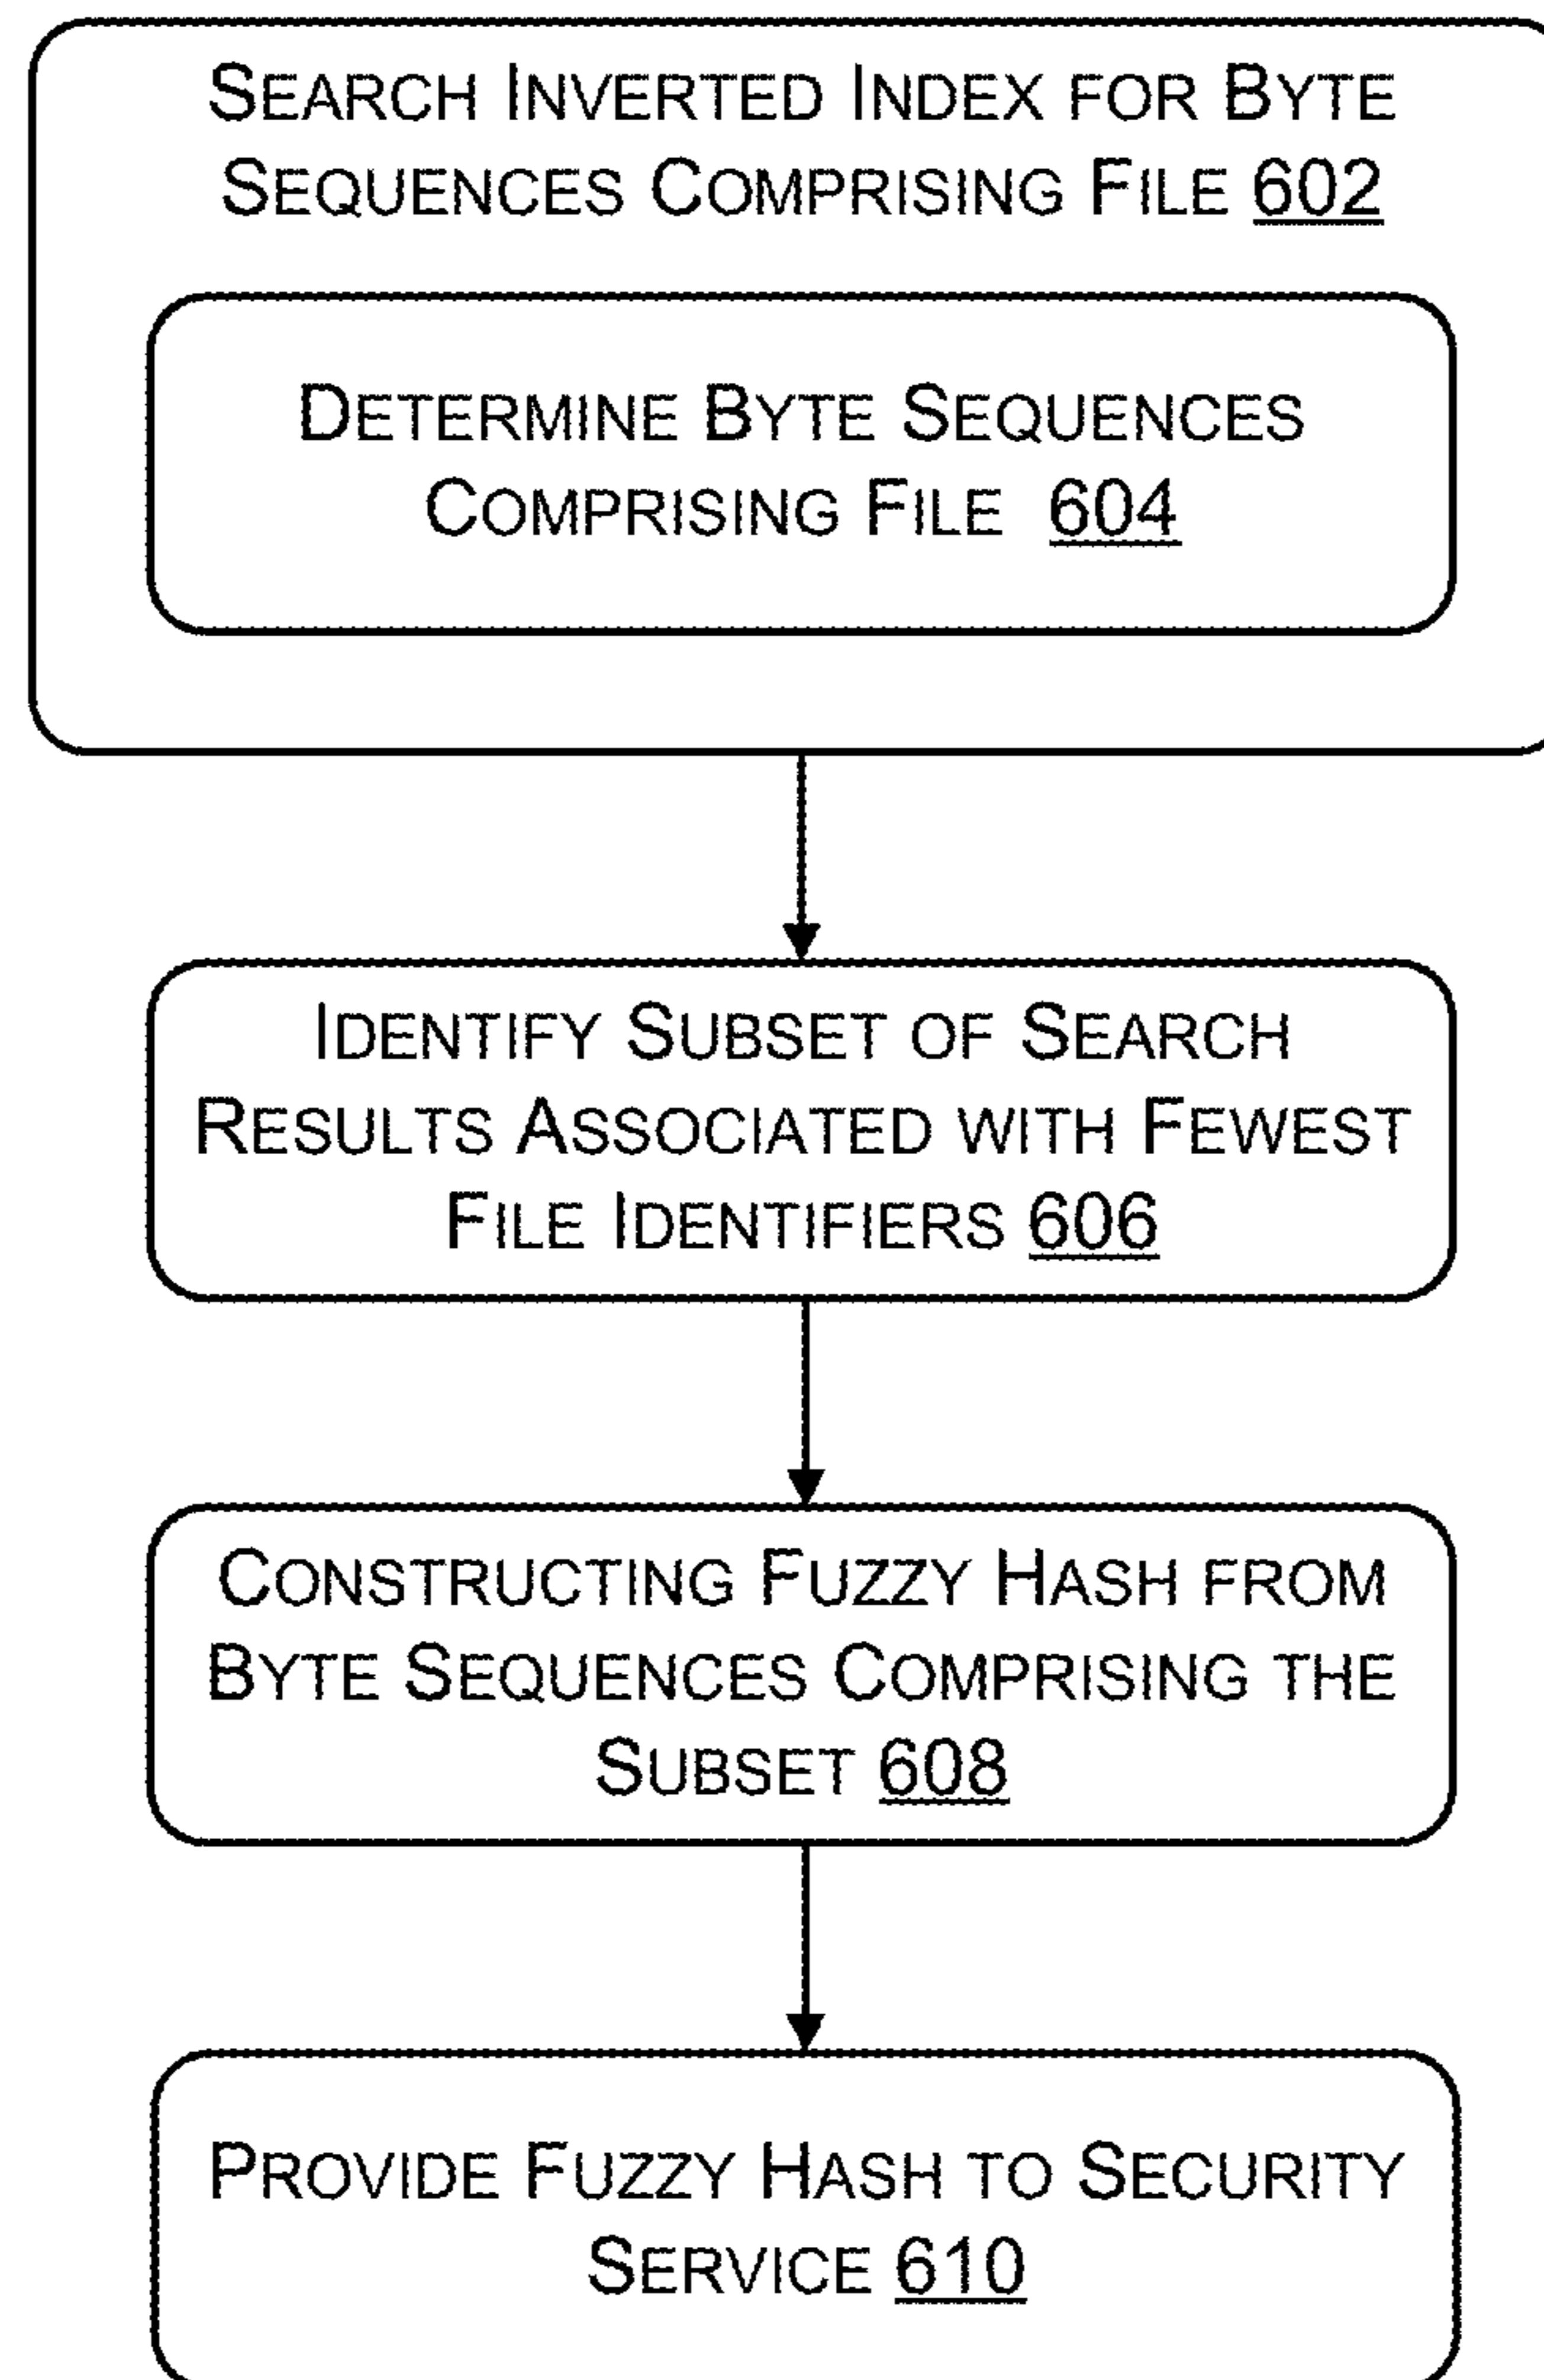 SEARCH INVERTED INDEX FOR BYTE
SEQUENCES COMPRISING FILE 602
DETERMINE BYTE SEQUENCES
COMPRISING FILE 604
IDENTIFY SUBSET OF SEARCH
RESULTS ASSOCIATED WITH FEWEST
FILE IDENTIFIERS 606
CONSTRUCTING FUZZY HASH FROM
BYTE SEQUENCES COMPRISING THE
SUBSET 608
PROVIDE FUZZY HASH TO SECURITY
SERVICE 610